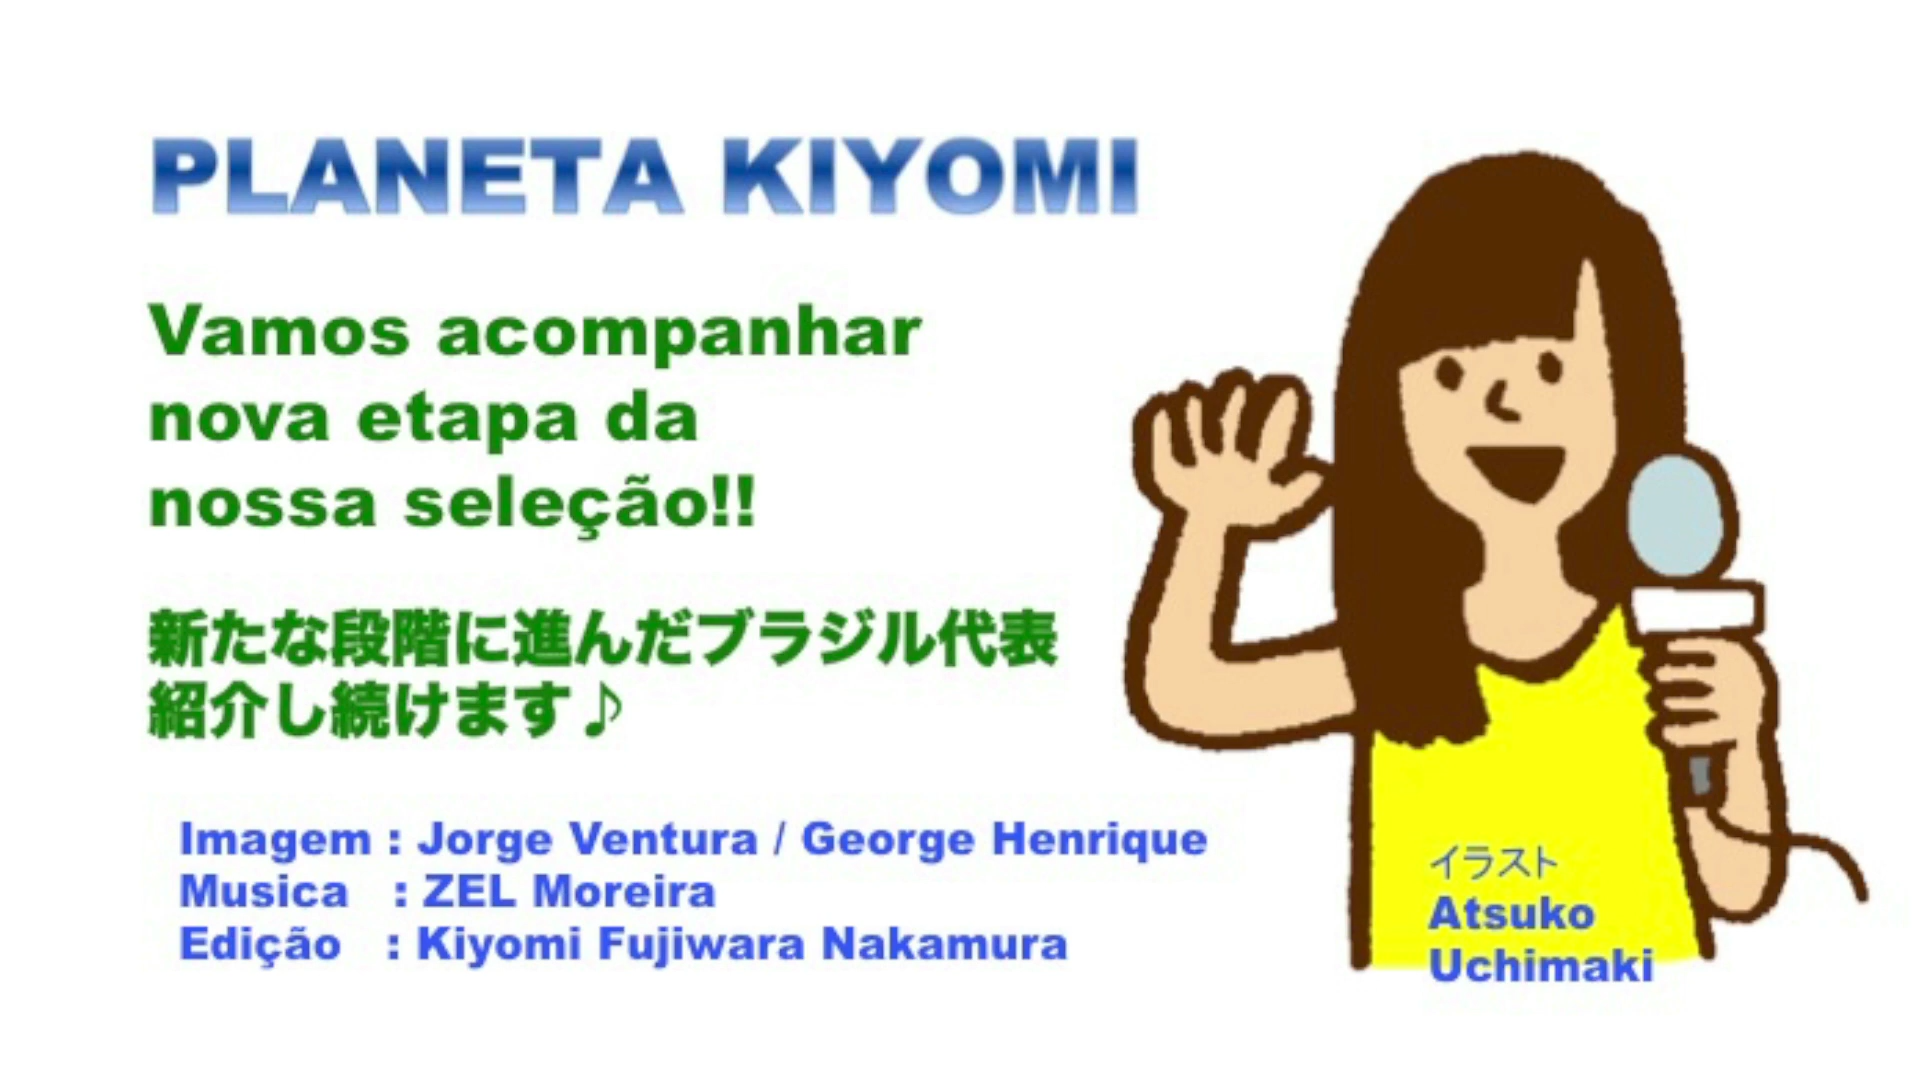 PLANETA KIYOMI
Vamos acompanhar
nova etapa da
nossa seleção!!
新たな段階に進んだブラジル代表
紹介し続けます♪
Imagem : Jorge Ventura / George Henrique
Musica : ZEL Moreira
Edição : Kiyomi Fujiwara Nakamura
イラスト
Atsuko
Uchimaki